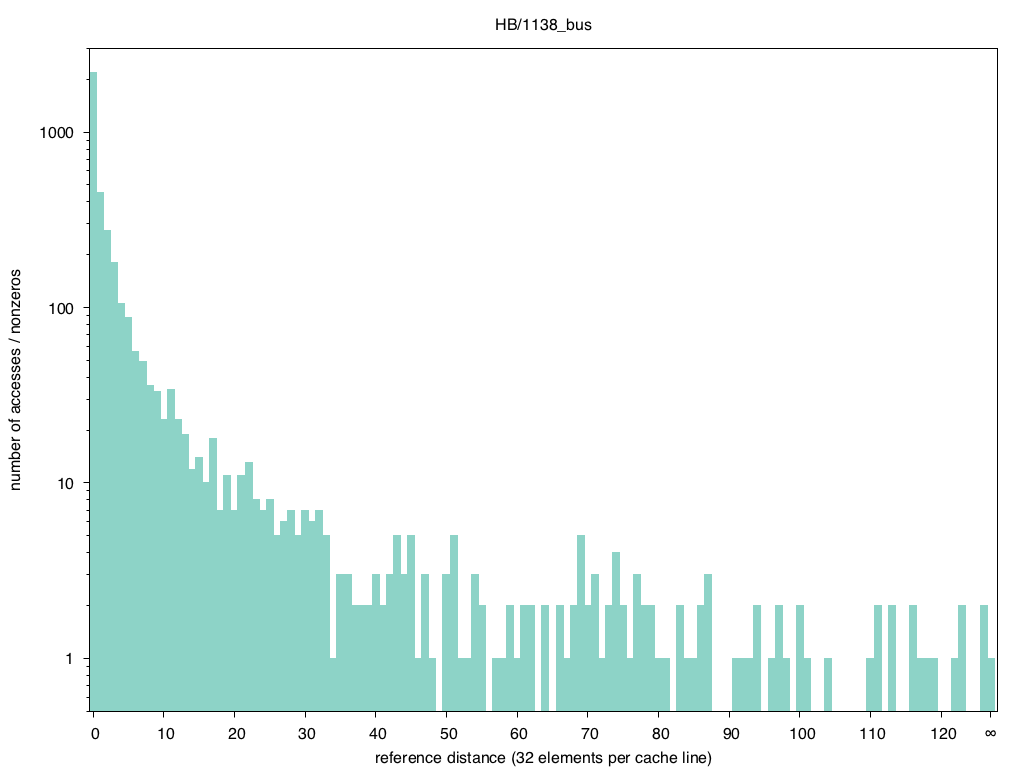 HB/1138_bus
number of accesses / nonzeros
1000
100
10
1
0 10 20 30 40 50 60 70 80 90 100 110 120 ∞
reference distance (32 elements per cache line)